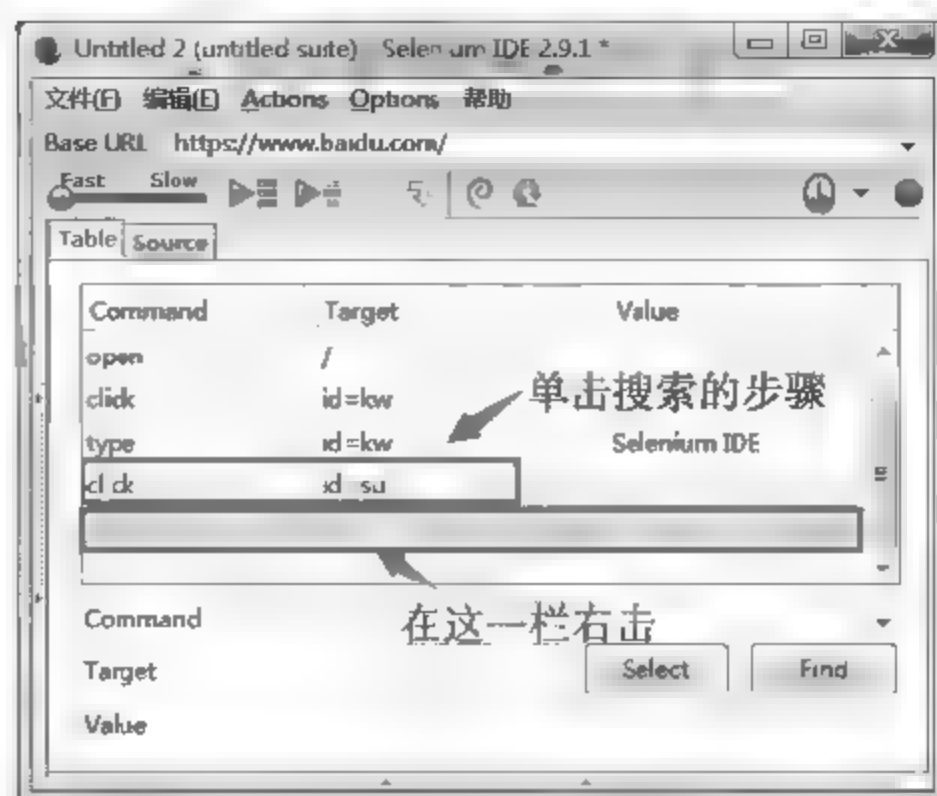 Untitled 2 (untitled suite) Selenium IDE 2.9.1 *
文件(F) 编辑(E) Actions Options 帮助
Base URL https://www.baidu.com/
Fast Slow
Table Source
Command Target Value
open /
click id=kw
type id=kw Selenium IDE
click id=su
单击搜索的步骤
在这一栏右击
Command
Target Select Find
Value